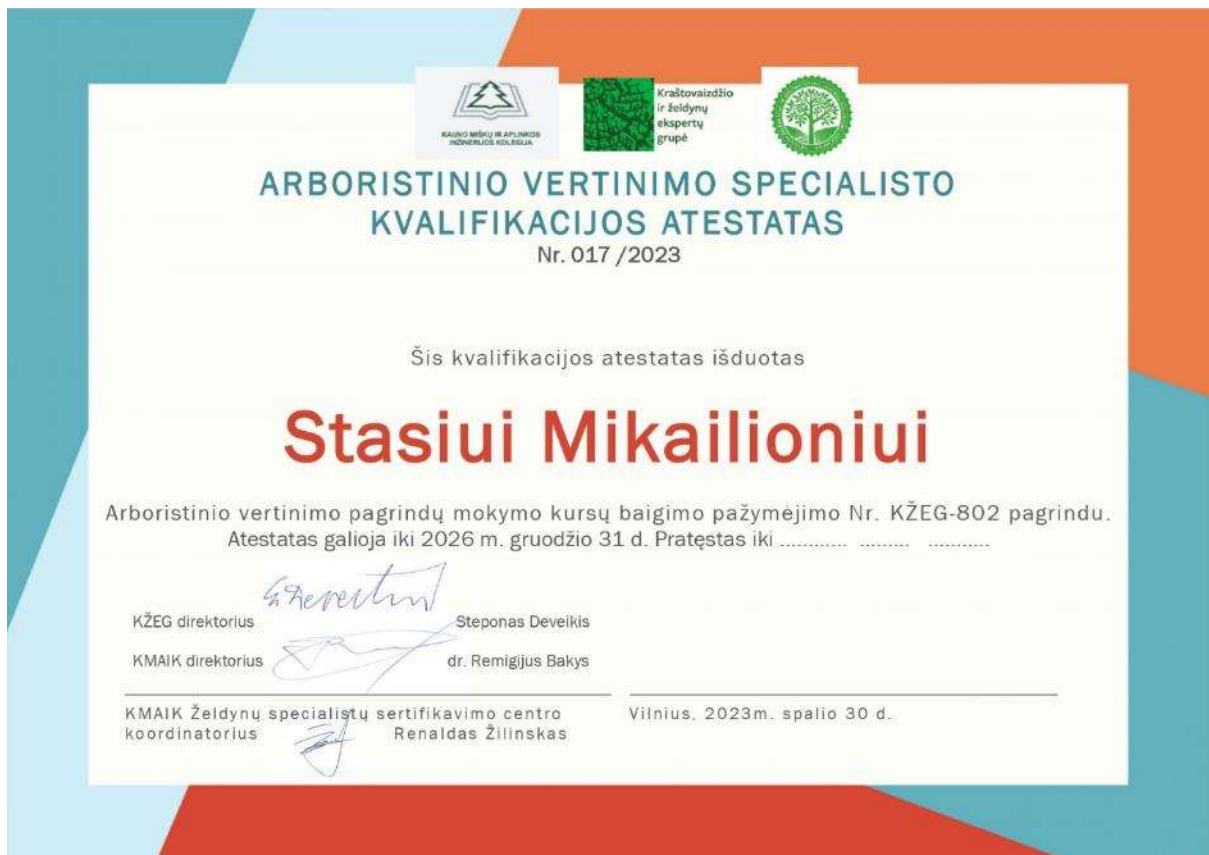 KAUNO MIŠKŲ IR APLINKOS
INŽINERIJOS KOLEGIJA
Kraštovaizdžio
ir želdynų
ekspertų
grupė
ARBORISTINIO VERTINIMO SPECIALISTO
KVALIFIKACIJOS ATESTATAS
Nr. 017 /2023
Šis kvalifikacijos atestatas išduotas
Stasiui Mikailioniui
Arboristinio vertinimo pagrindų mokymo kursų baigimo pažymėjimo Nr. KŽEG-802 pagrindu.
Atestatas galioja iki 2026 m. gruodžio 31 d. Pratęstas iki ............ ......... ...........
KŽEG direktorius Steponas Deveikis
KMAIK direktorius dr. Remigijus Bakys
KMAIK Želdynų specialistų sertifikavimo centro
koordinatorius Renaldas Žilinskas
Vilnius, 2023m. spalio 30 d.